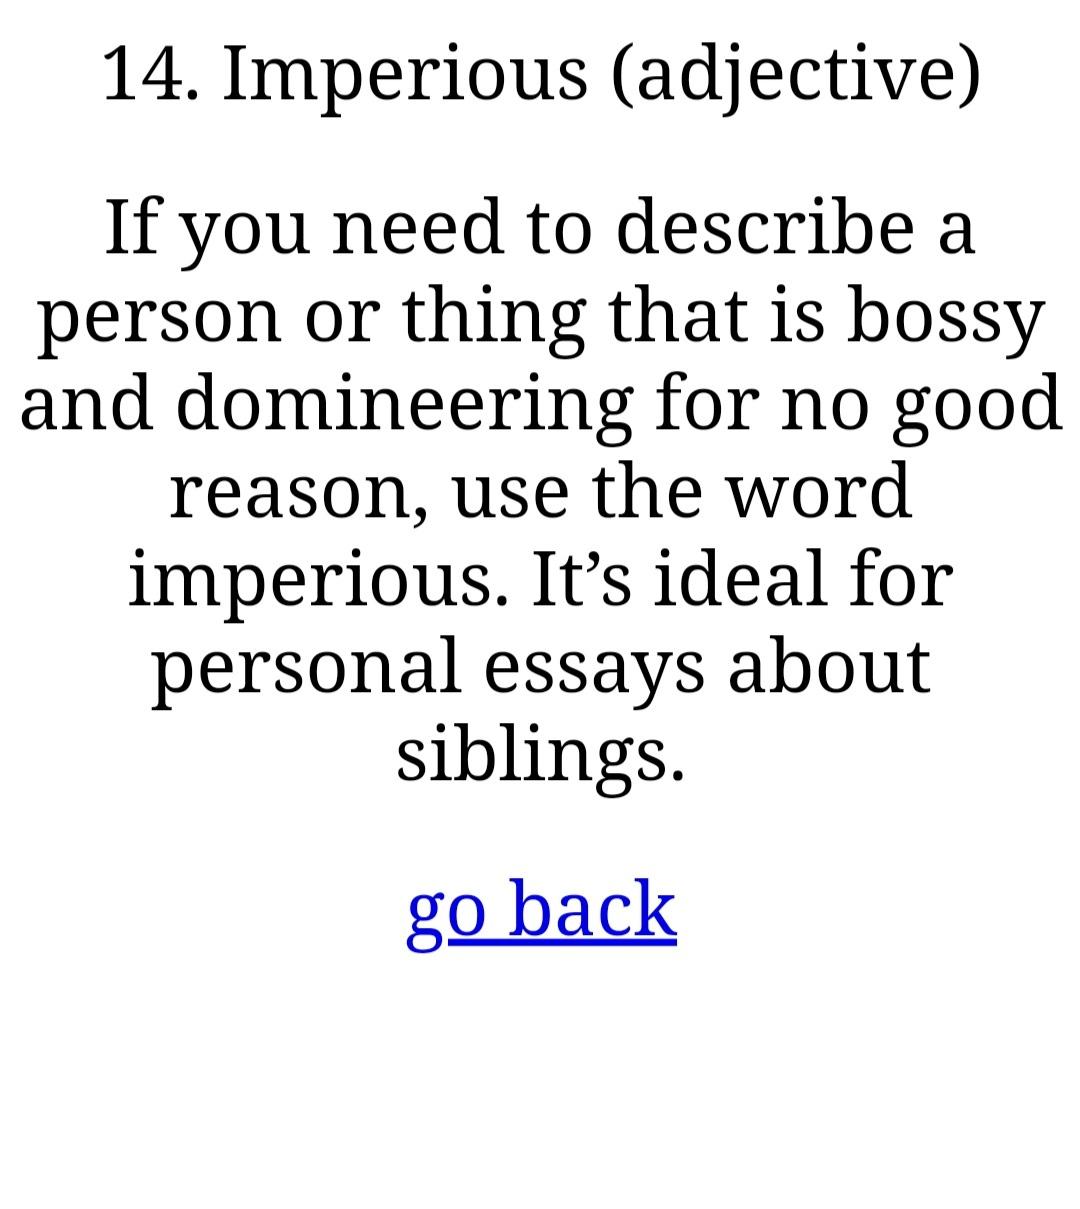 14. Imperious (adjective)
If you need to describe a
person or thing that is bossy
and domineering for no good
reason, use the word
imperious. It’s ideal for
personal essays about
siblings.
go back